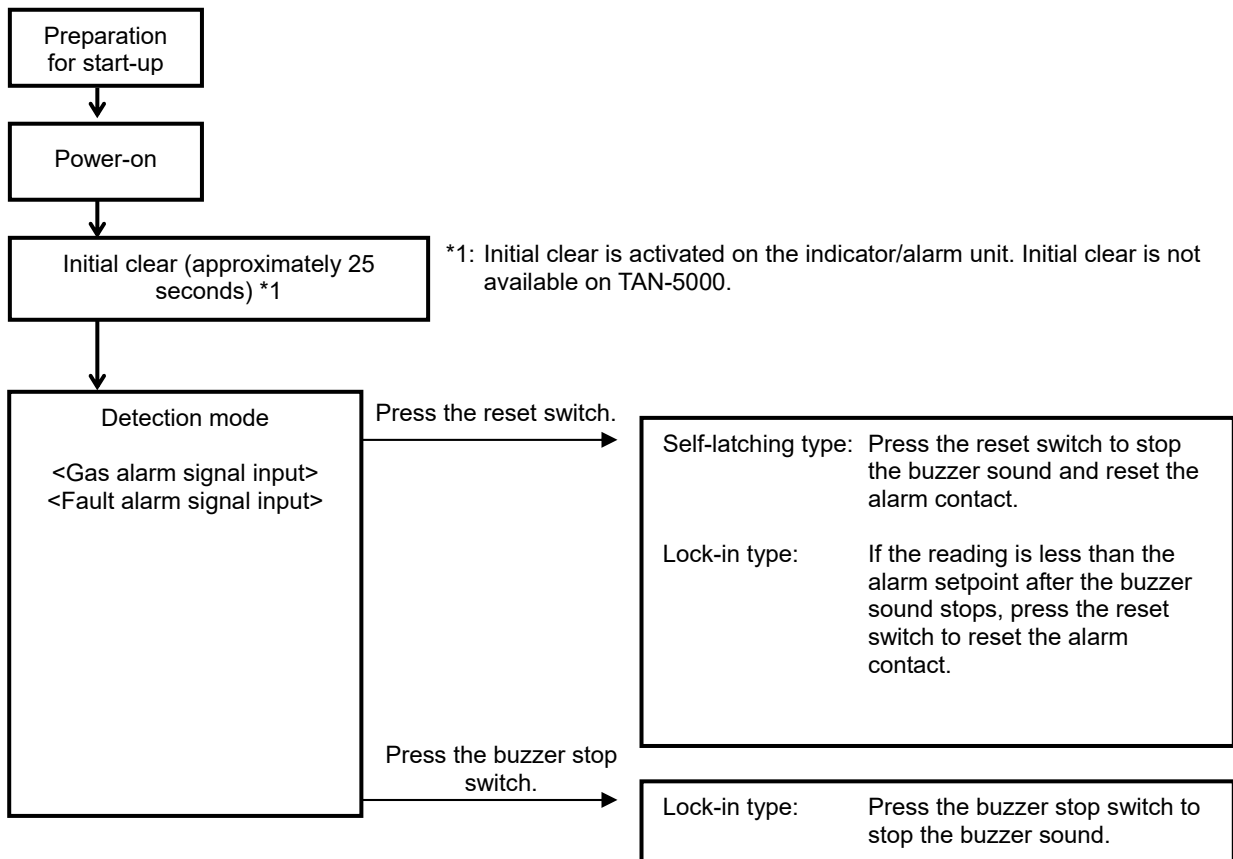 Preparation
for start-up
Power-on
Initial clear (approximately 25
seconds) *1
*1: Initial clear is activated on the indicator/alarm unit. Initial clear is not
available on TAN-5000.
Detection mode
<Gas alarm signal input>
<Fault alarm signal input>
Press the reset switch.
Self-latching type: Press the reset switch to stop
the buzzer sound and reset the
alarm contact.
Lock-in type: If the reading is less than the
alarm setpoint after the buzzer
sound stops, press the reset
switch to reset the alarm
contact.
Press the buzzer stop
switch.
Lock-in type: Press the buzzer stop switch to
stop the buzzer sound.